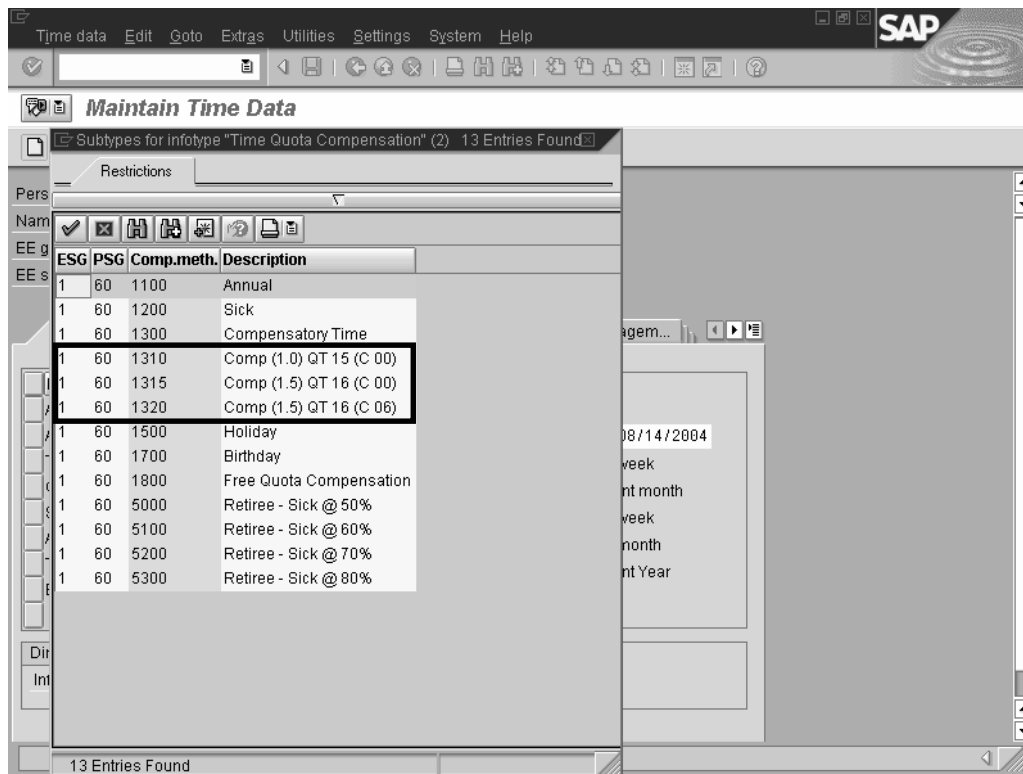 Time data Edit Goto Extras Utilities Settings System Help
SAP
Maintain Time Data
Subtypes for infotype "Time Quota Compensation" (2) 13 Entries Found
Restrictions
Pers
Nam
EE g
EE s
ESG PSG Comp.meth. Description
1 60 1100 Annual
1 60 1200 Sick
1 60 1300 Compensatory Time
agem...
1 60 1310 Comp (1.0) QT 15 (C 00)
1 60 1315 Comp (1.5) QT 16 (C 00)
1 60 1320 Comp (1.5) QT 16 (C 06)
1 60 1500 Holiday
08/14/2004
1 60 1700 Birthday
week
1 60 1800 Free Quota Compensation
nt month
1 60 5000 Retiree - Sick @ 50%
week
1 60 5100 Retiree - Sick @ 60%
month
1 60 5200 Retiree - Sick @ 70%
nt Year
1 60 5300 Retiree - Sick @ 80%
Dir
Int
13 Entries Found